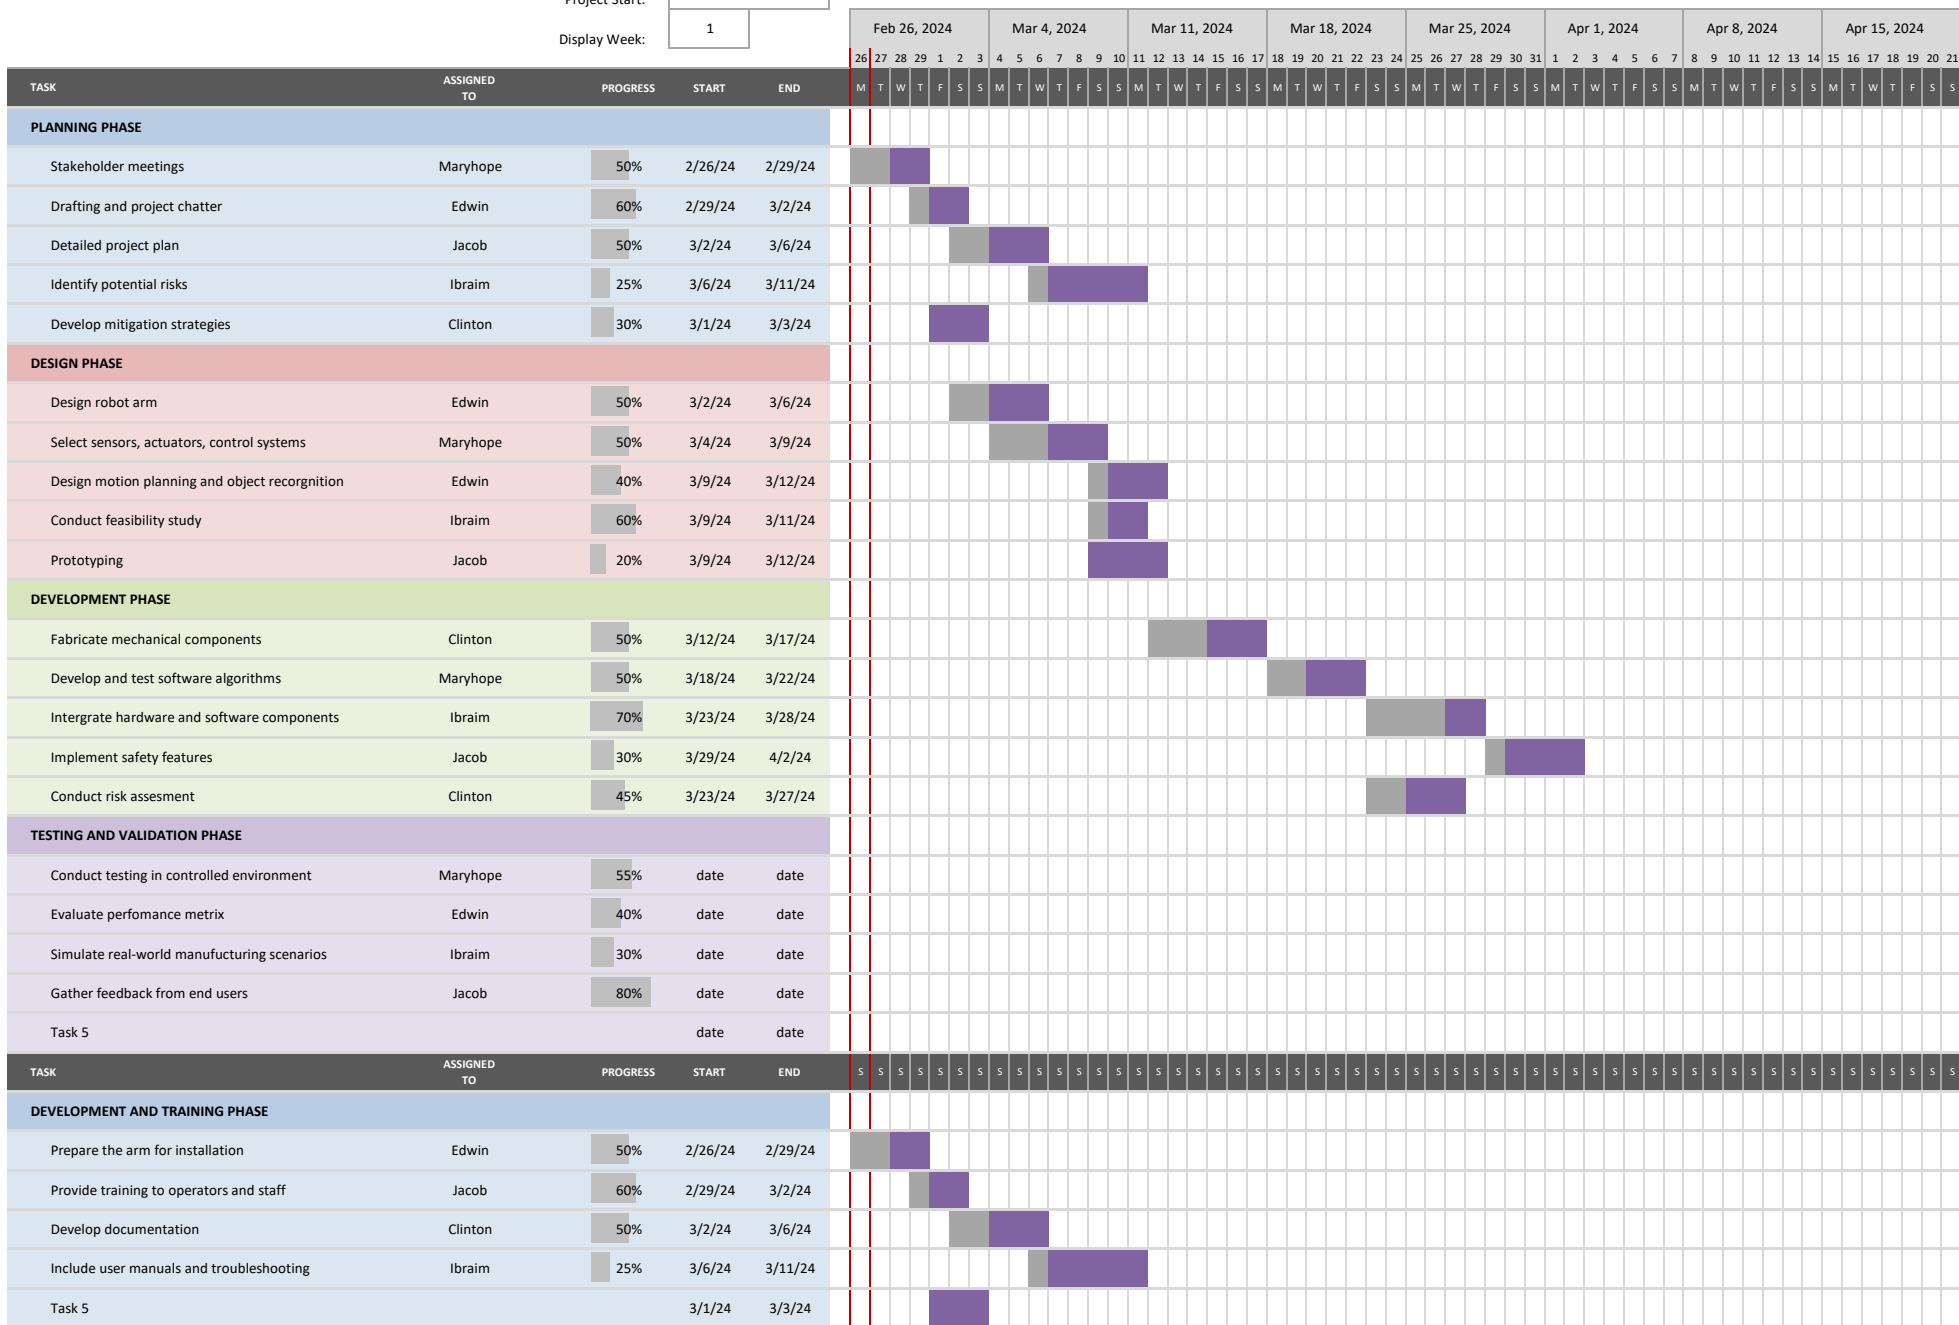 Project Start:
Display Week: 1
Feb 26, 2024 Mar 4, 2024 Mar 11, 2024 Mar 18, 2024 Mar 25, 2024 Apr 1, 2024 Apr 8, 2024 Apr 15, 2024
26 27 28 29 1 2 3 4 5 6 7 8 9 10 11 12 13 14 15 16 17 18 19 20 21 22 23 24 25 26 27 28 29 30 31 1 2 3 4 5 6 7 8 9 10 11 12 13 14 15 16 17 18 19 20 21
TASK ASSIGNED TO PROGRESS START END M T W T F S S M T W T F S S M T W T F S S M T W T F S S M T W T F S S M T W T F S S M T W T F S S M T W T F S S
PLANNING PHASE
Stakeholder meetings Maryhope 50% 2/26/24 2/29/24
Drafting and project chatter Edwin 60% 2/29/24 3/2/24
Detailed project plan Jacob 50% 3/2/24 3/6/24
Identify potential risks Ibraim 25% 3/6/24 3/11/24
Develop mitigation strategies Clinton 30% 3/1/24 3/3/24
DESIGN PHASE
Design robot arm Edwin 50% 3/2/24 3/6/24
Select sensors, actuators, control systems Maryhope 50% 3/4/24 3/9/24
Design motion planning and object recorgnition Edwin 40% 3/9/24 3/12/24
Conduct feasibility study Ibraim 60% 3/9/24 3/11/24
Prototyping Jacob 20% 3/9/24 3/12/24
DEVELOPMENT PHASE
Fabricate mechanical components Clinton 50% 3/12/24 3/17/24
Develop and test software algorithms Maryhope 50% 3/18/24 3/22/24
Intergrate hardware and software components Ibraim 70% 3/23/24 3/28/24
Implement safety features Jacob 30% 3/29/24 4/2/24
Conduct risk assesment Clinton 45% 3/23/24 3/27/24
TESTING AND VALIDATION PHASE
Conduct testing in controlled environment Maryhope 55% date date
Evaluate perfomance metrix Edwin 40% date date
Simulate real-world manufucturing scenarios Ibraim 30% date date
Gather feedback from end users Jacob 80% date date
Task 5 date date
TASK ASSIGNED TO PROGRESS START END S S S S S S S S S S S S S S S S S S S S S S S S S S S S S S S S S S S S S S S S S S S S S S S S S S S S S S S S
DEVELOPMENT AND TRAINING PHASE
Prepare the arm for installation Edwin 50% 2/26/24 2/29/24
Provide training to operators and staff Jacob 60% 2/29/24 3/2/24
Develop documentation Clinton 50% 3/2/24 3/6/24
Include user manuals and troubleshooting Ibraim 25% 3/6/24 3/11/24
Task 5 3/1/24 3/3/24